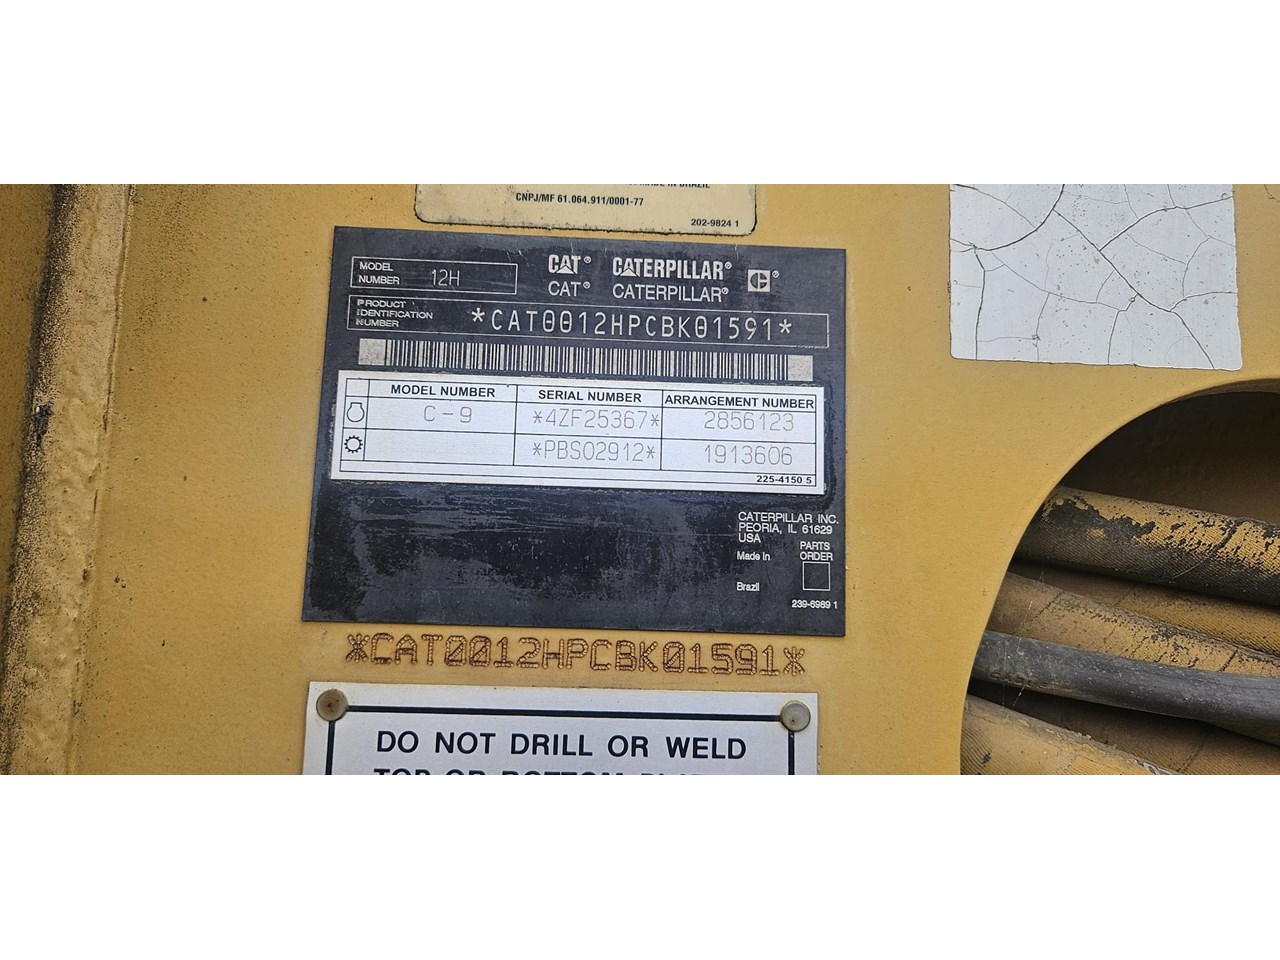 CNPJ/MF 61.064.911/0001-77
202-9824 1
MODEL NUMBER 12H
CAT® CATERPILLAR®
CAT® CATERPILLAR®
PRODUCT IDENTIFICATION NUMBER
*CAT0012HPCBK01591*
MODEL NUMBER SERIAL NUMBER ARRANGEMENT NUMBER
C-9 *4ZF25367* 2856123
*PBS02912* 1913606
225-4150 5
CATERPILLAR INC.
PEORIA, IL 61629
USA
Made in
Brazil
PARTS ORDER
239-6989 1
*CAT0012HPCBK01591*
DO NOT DRILL OR WELD